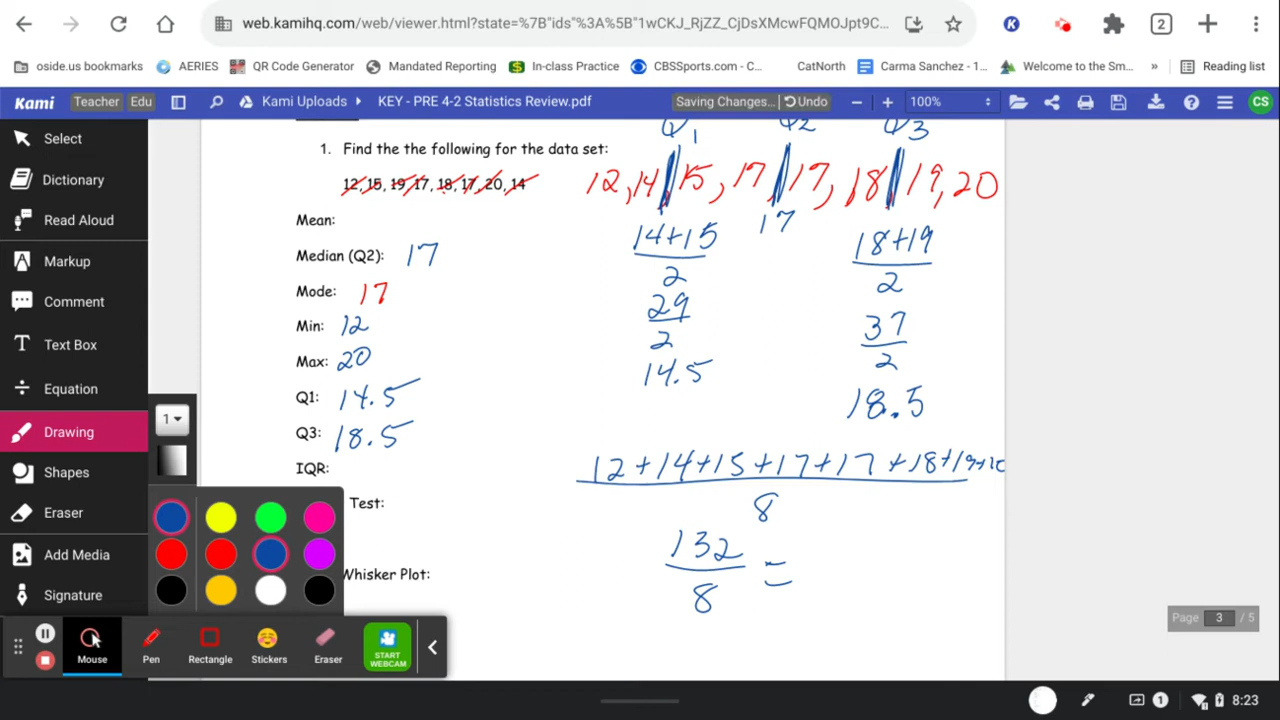 web.kamihq.com/web/viewer.html?state=%7B"ids"%3A%5B"1wCKJ_RjZZ_CjDsXMcwFQMOJpt9C...
2
oside.us bookmarks AERIES QR Code Generator Mandated Reporting In-class Practice CBSSports.com - C... CatNorth Carma Sanchez - 1... Welcome to the Sm... » Reading list
Kami Teacher Edu Kami Uploads KEY - PRE 4-2 Statistics Review.pdf Saving Changes... Undo 100% CS
Select
Dictionary
Read Aloud
Markup
Comment
Text Box
Equation
Drawing
Shapes
Eraser
Add Media
Signature
1
Q1 Q2 Q3
1. Find the the following for the data set:
12, 15, 19, 17, 18, 17, 20, 14
12, 14, 15, 17, 17, 18, 19, 20
17
Mean:
Median (Q2): 17
Mode: 17
Min: 12
Max: 20
Q1: 14.5
Q3: 18.5
IQR:
Test:
Whisker Plot:
14+15
2
29
2
14.5
18+19
2
37
2
18.5
12+14+15+17+17+18+19+20
8
132
8 =
Page 3 / 5
Mouse Pen Rectangle Stickers Eraser START WEBCAM
1 8:23